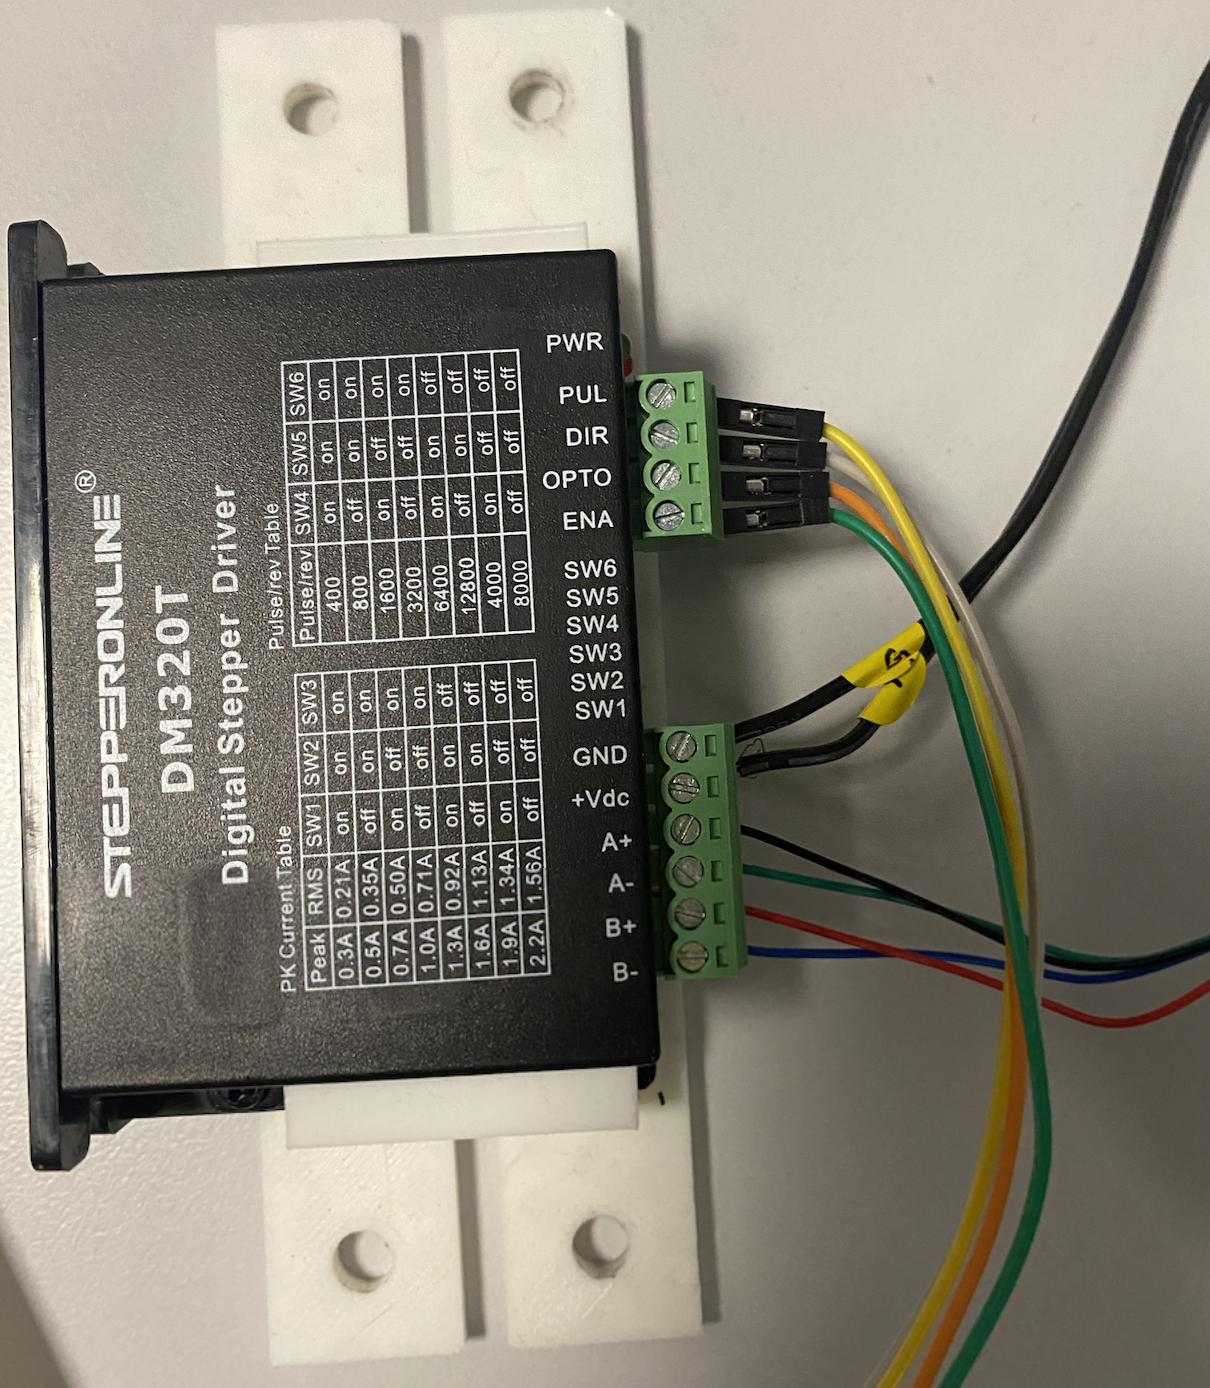 STEPPERONLINE®
DM320T
Digital Stepper Driver
PK Current Table
Peak RMS SW1 SW2 SW3
0.3A 0.21A on on on
0.5A 0.35A off on on
0.7A 0.50A on off on
1.0A 0.71A off off on
1.3A 0.92A on on off
1.6A 1.13A off on off
1.9A 1.34A on off off
2.2A 1.56A off off off
Pulse/rev Table
Pulse/rev SW4 SW5 SW6
400 on on on
800 off on on
1600 on off on
3200 off off on
6400 on on off
12800 off on off
4000 on off off
8000 off off off
PWR
PUL
DIR
OPTO
ENA
SW6
SW5
SW4
SW3
SW2
SW1
GND
+Vdc
A+
A-
B+
B-